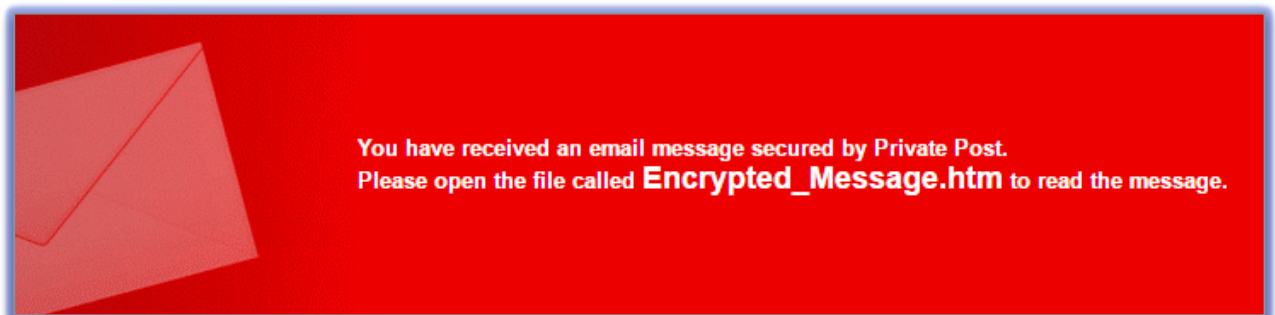 You have received an email message secured by Private Post.
Please open the file called Encrypted_Message.htm to read the message.